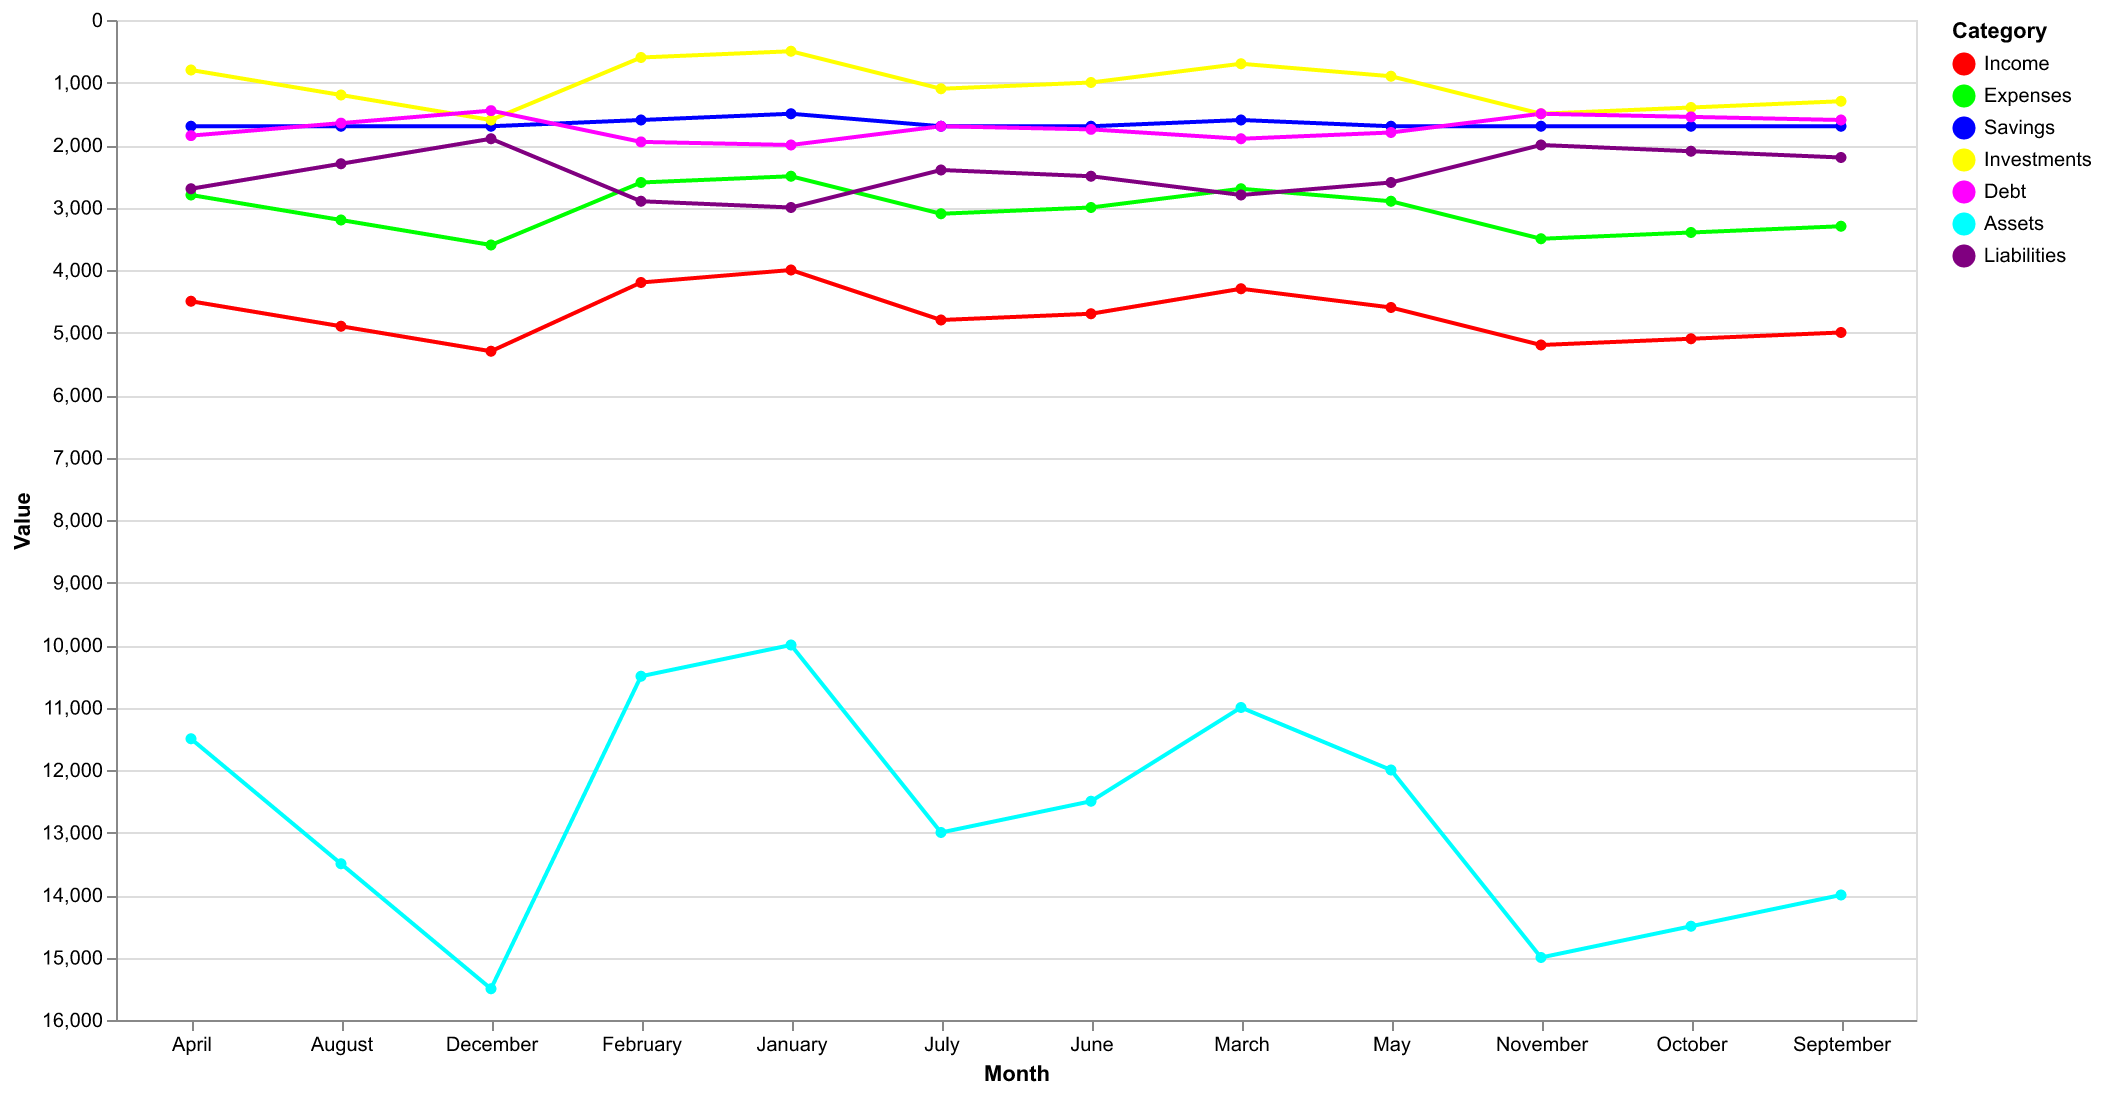 0
1,000
2,000
3,000
4,000
5,000
6,000
7,000
8,000
9,000
10,000
11,000
12,000
13,000
14,000
15,000
16,000
Value
April August December February January July June March May November October September
Month
Category
Income
Expenses
Savings
Investments
Debt
Assets
Liabilities